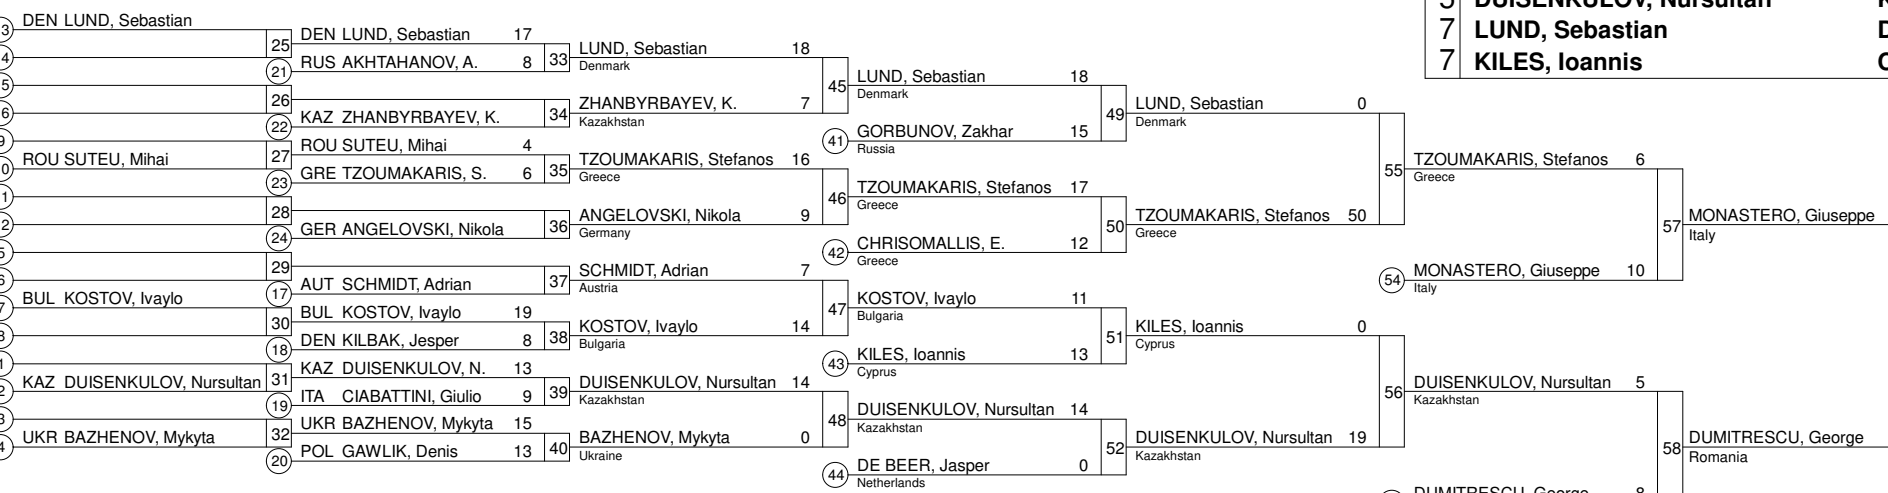 DUISENKULOV, Nursultan
7 LUND, Sebastian
7 KILES, Ioannis
DEN LUND, Sebastian
ROU SUTEU, Mihai
BUL KOSTOV, Ivaylo
KAZ DUISENKULOV, Nursultan
UKR BAZHENOV, Mykyta
25
DEN LUND, Sebastian 17
21 RUS AKHTAHANOV, A. 8
26
22 KAZ ZHANBYRBAYEV, K.
27
ROU SUTEU, Mihai 4
23 GRE TZOUMAKARIS, S. 6
28
24 GER ANGELOVSKI, Nikola
29
17 AUT SCHMIDT, Adrian
30
BUL KOSTOV, Ivaylo 19
18 DEN KILBAK, Jesper 8
31
KAZ DUISENKULOV, N. 13
19 ITA CIABATTINI, Giulio 9
32
UKR BAZHENOV, Mykyta 15
20 POL GAWLIK, Denis 13
33 LUND, Sebastian 18
Denmark
34 ZHANBYRBAYEV, K. 7
Kazakhstan
35 TZOUMAKARIS, Stefanos 16
Greece
36 ANGELOVSKI, Nikola 9
Germany
37 SCHMIDT, Adrian 7
Austria
38 KOSTOV, Ivaylo 14
Bulgaria
39 DUISENKULOV, Nursultan 14
Kazakhstan
40 BAZHENOV, Mykyta 0
Ukraine
45 LUND, Sebastian 18
Denmark
41 GORBUNOV, Zakhar 15
Russia
46 TZOUMAKARIS, Stefanos 17
Greece
42 CHRISOMALLIS, E. 12
Greece
47 KOSTOV, Ivaylo 11
Bulgaria
43 KILES, Ioannis 13
Cyprus
48 DUISENKULOV, Nursultan 14
Kazakhstan
44 DE BEER, Jasper 0
Netherlands
49 LUND, Sebastian 0
Denmark
50 TZOUMAKARIS, Stefanos 50
Greece
51 KILES, Ioannis 0
Cyprus
52 DUISENKULOV, Nursultan 19
Kazakhstan
55 TZOUMAKARIS, Stefanos 6
Greece
54 MONASTERO, Giuseppe 10
Italy
56 DUISENKULOV, Nursultan 5
Kazakhstan
DUMITRESCU, George 8
57 MONASTERO, Giuseppe
Italy
58 DUMITRESCU, George
Romania